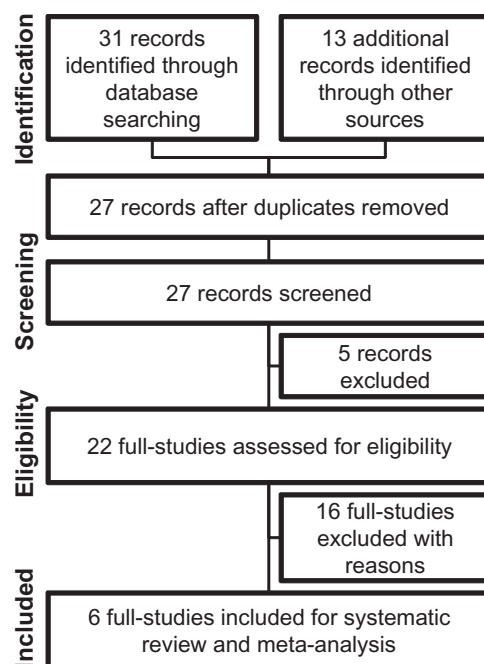 Identification
31 records
identified through
database
searching
13 additional
records identified
through other
sources
27 records after duplicates removed
Screening
27 records screened
5 records
excluded
Eligibility
22 full-studies assessed for eligibility
16 full-studies
excluded with
reasons
Included
6 full-studies included for systematic
review and meta-analysis